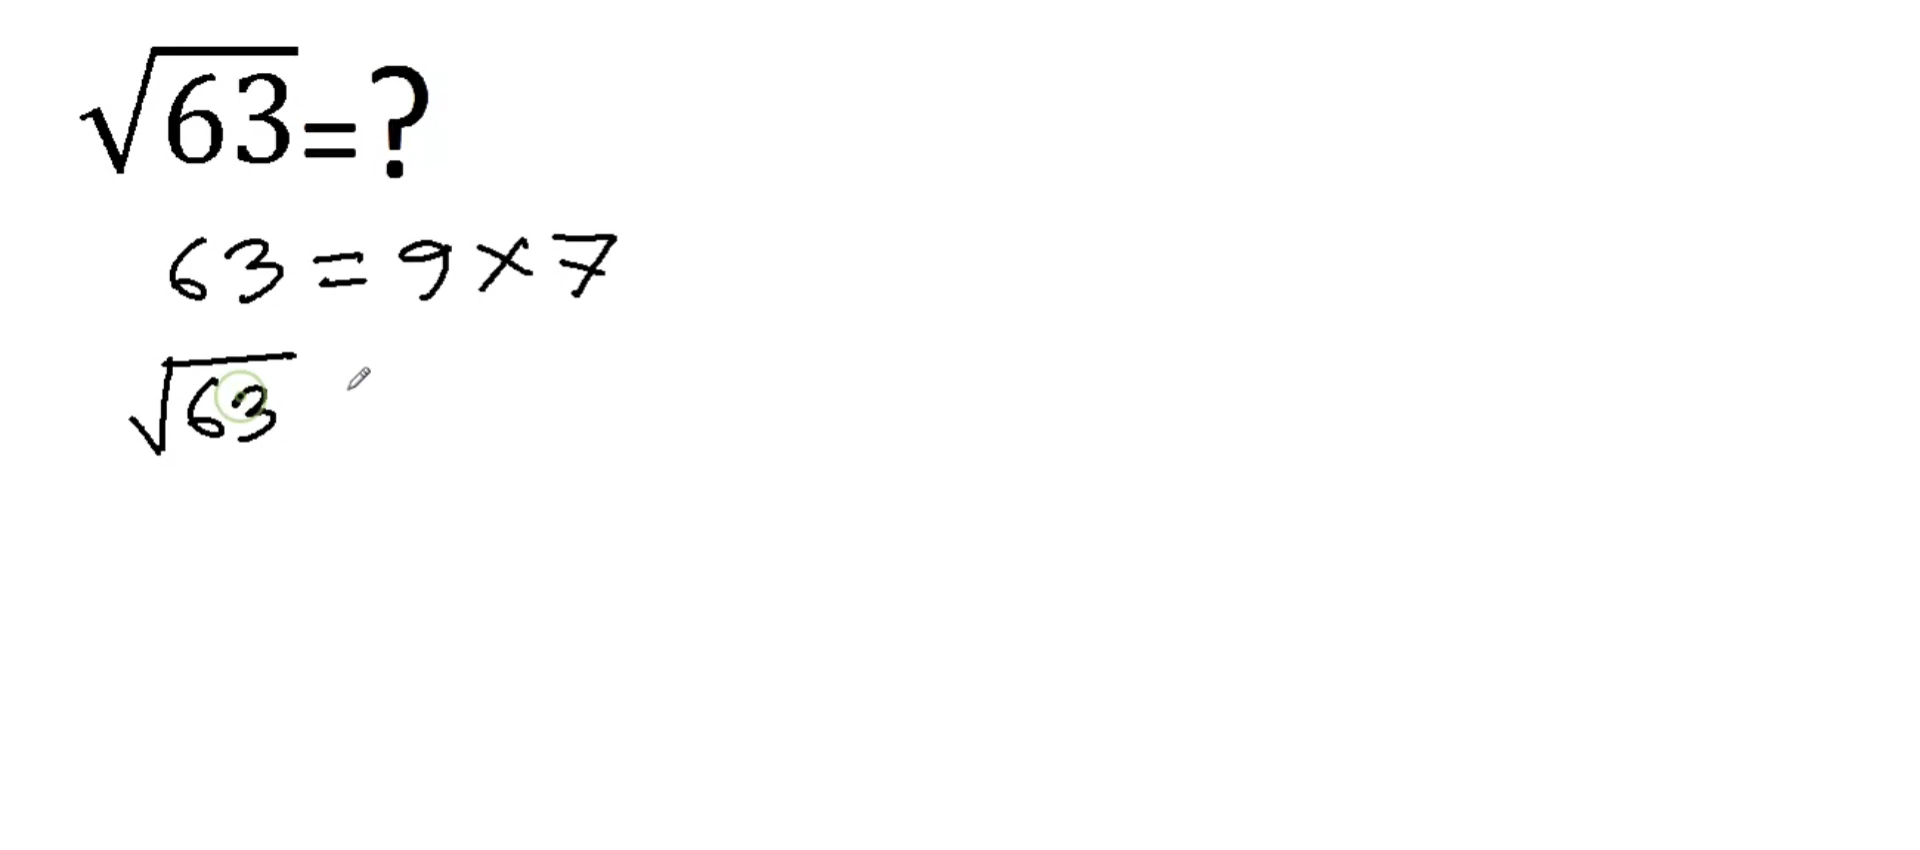 √63=?
63 = 9 × 7
√63